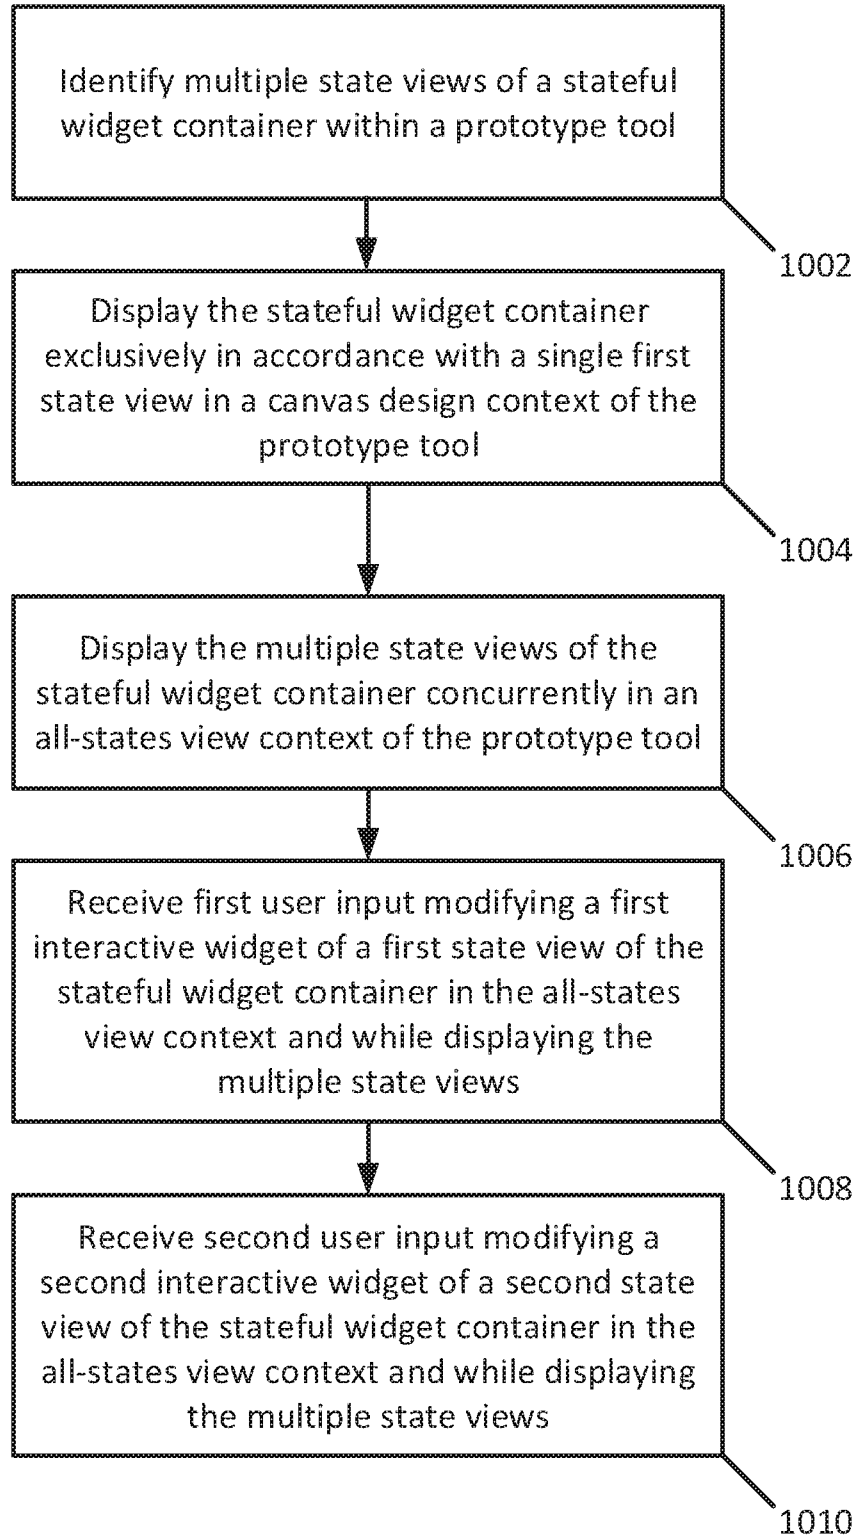 Identify multiple state views of a stateful
widget container within a prototype tool
1002
Display the stateful widget container
exclusively in accordance with a single first
state view in a canvas design context of the
prototype tool
1004
Display the multiple state views of the
stateful widget container concurrently in an
all-states view context of the prototype tool
1006
Receive first user input modifying a first
interactive widget of a first state view of the
stateful widget container in the all-states
view context and while displaying the
multiple state views
1008
Receive second user input modifying a
second interactive widget of a second state
view of the stateful widget container in the
all-states view context and while displaying
the multiple state views
1010